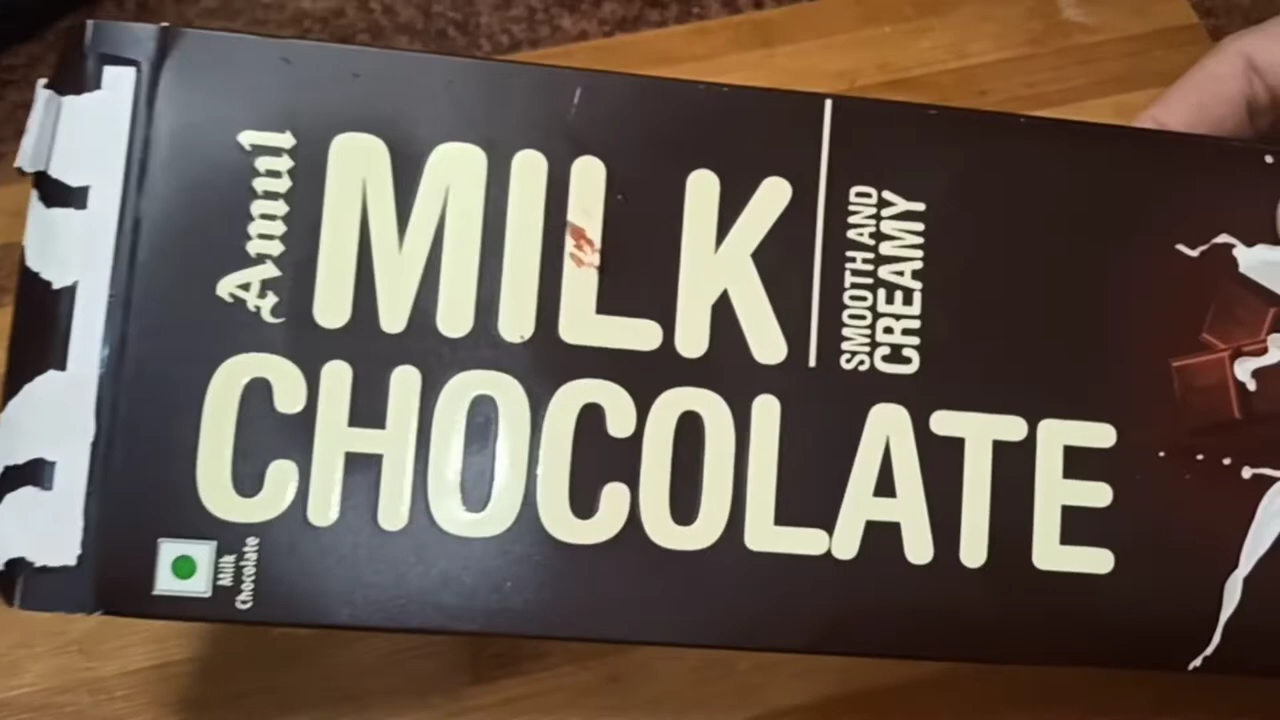 Amul
MILK
CHOCOLATE
SMOOTH AND
CREAMY
Milk
Chocolate